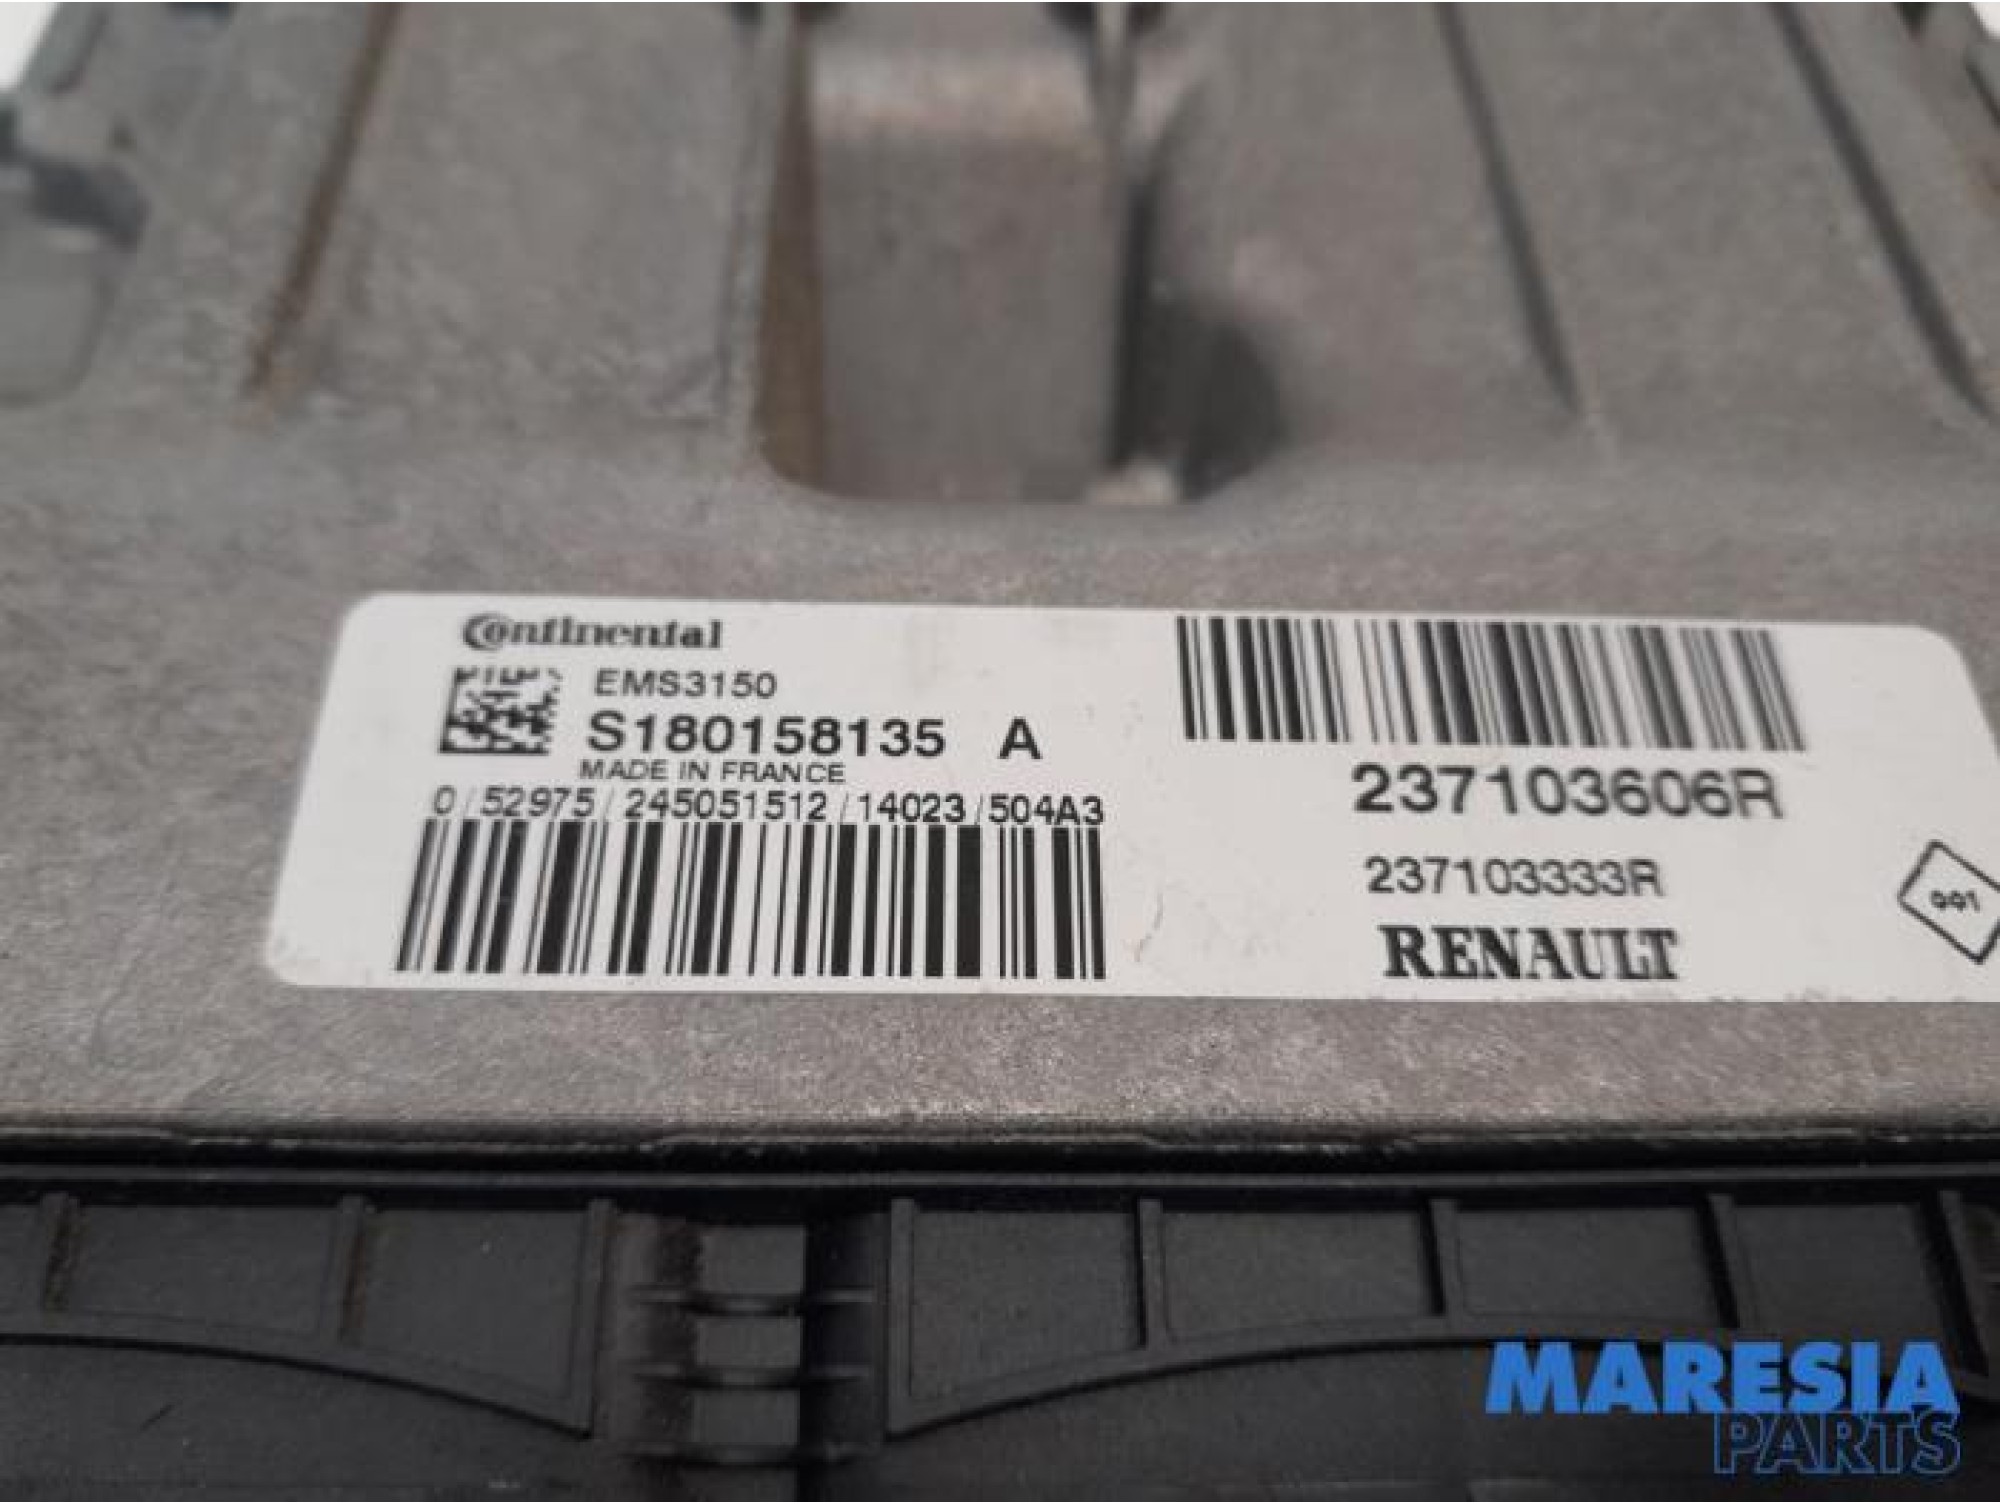 Continental
EMS3150
S180158135 A
MADE IN FRANCE
0/52975/245051512/14023/504A3
237103606R
237103333R
RENAULT
MARESIA
PARTS